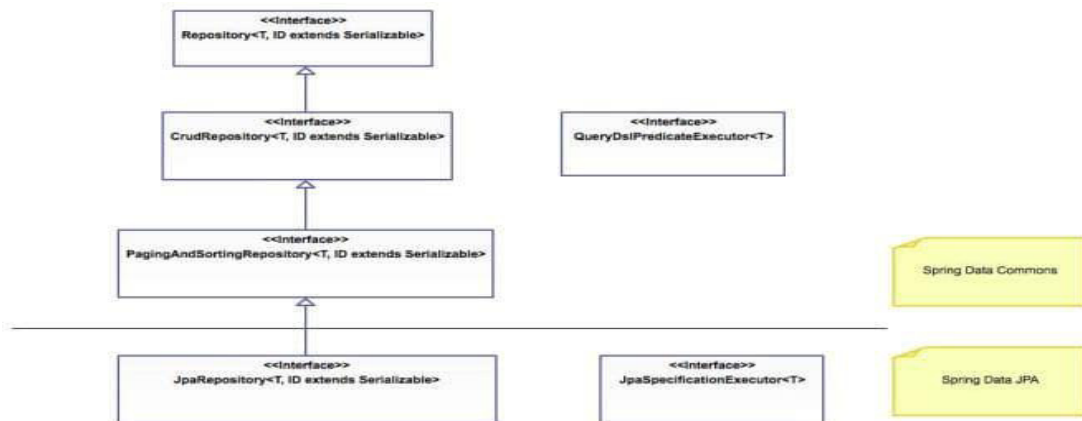 <<Interface>>
Repository<T, ID extends Serializable>
<<Interface>>
CrudRepository<T, ID extends Serializable>
<<Interface>>
QueryDslPredicateExecutor<T>
<<Interface>>
PagingAndSortingRepository<T, ID extends Serializable>
Spring Data Commons
<<Interface>>
JpaRepository<T, ID extends Serializable>
<<Interface>>
JpaSpecificationExecutor<T>
Spring Data JPA